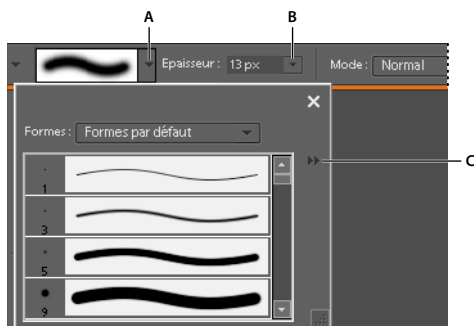 A B
Epaisseur : 13 px Mode : Normal
Formes : Formes par défaut
C
1
3
5
9